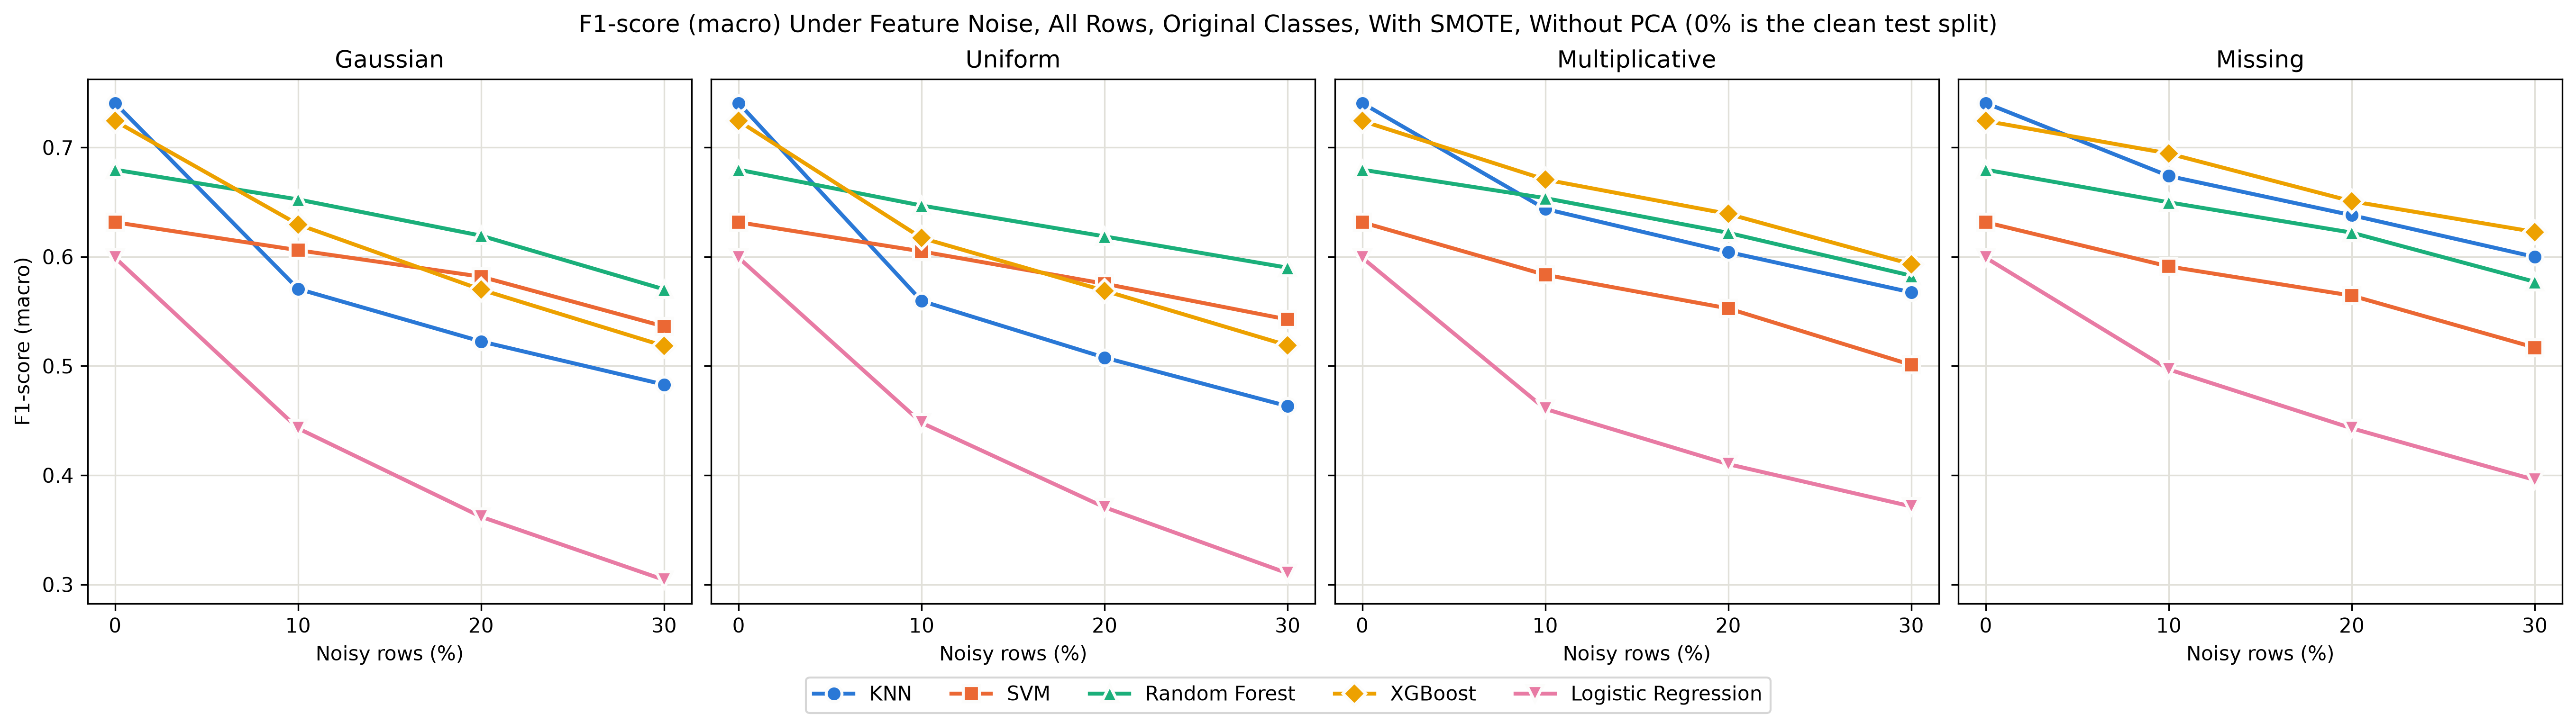 F1-score (macro) Under Feature Noise, All Rows, Original Classes, With SMOTE, Without PCA (0% is the clean test split)
Gaussian
Uniform
Multiplicative
Missing
F1-score (macro)
0.7
0.6
0.5
0.4
0.3
0 10 20 30
0 10 20 30
0 10 20 30
0 10 20 30
Noisy rows (%)
Noisy rows (%)
Noisy rows (%)
Noisy rows (%)
KNN SVM Random Forest XGBoost Logistic Regression